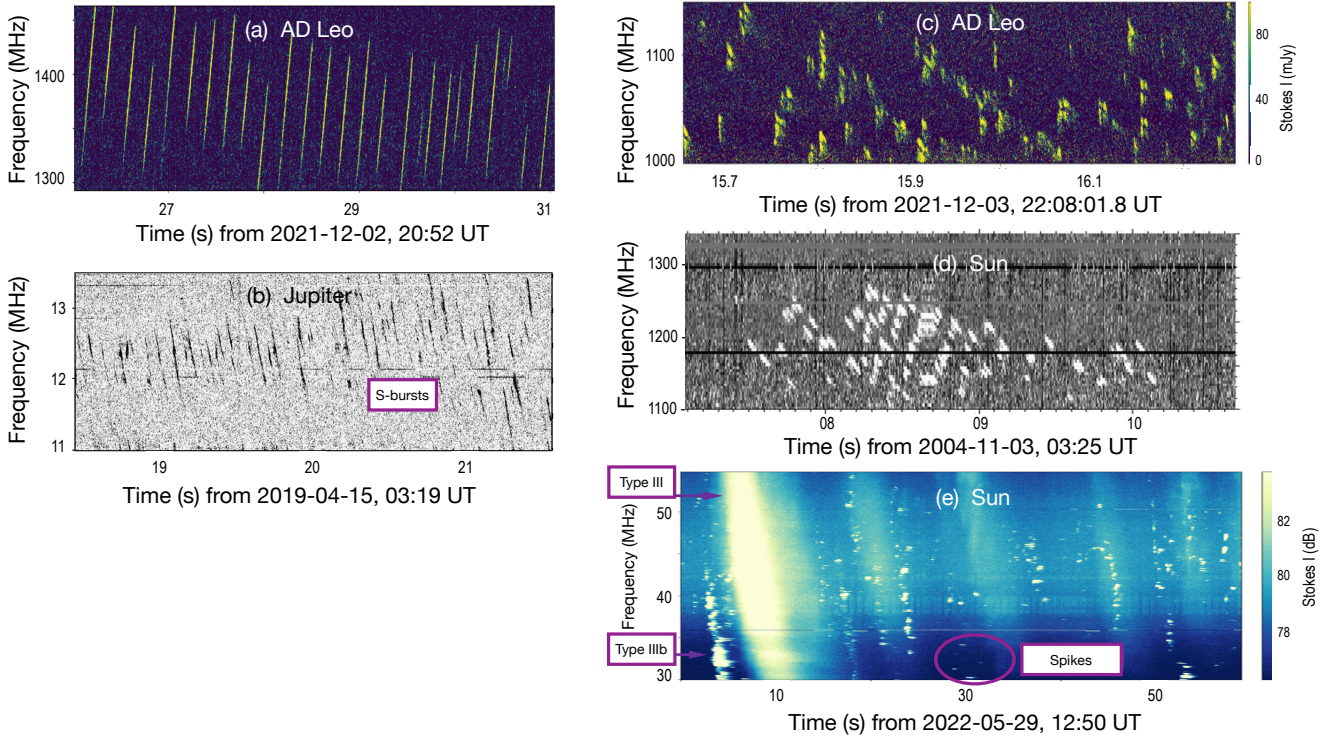 (a) AD Leo
Frequency (MHz)
1400
1300
27
29
31
Time (s) from 2021-12-02, 20:52 UT
(b) Jupiter
Frequency (MHz)
13
12
11
S-bursts
19
20
21
Time (s) from 2019-04-15, 03:19 UT
(c) AD Leo
Frequency (MHz)
1100
1000
15.7
15.9
16.1
80
40
0
Stokes I (mJy)
Time (s) from 2021-12-03, 22:08:01.8 UT
(d) Sun
Frequency (MHz)
1300
1200
1100
08
09
10
Time (s) from 2004-11-03, 03:25 UT
Type III
(e) Sun
Frequency (MHz)
50
40
30
Type IIIb
Spikes
10
30
50
82
80
78
Stokes I (dB)
Time (s) from 2022-05-29, 12:50 UT